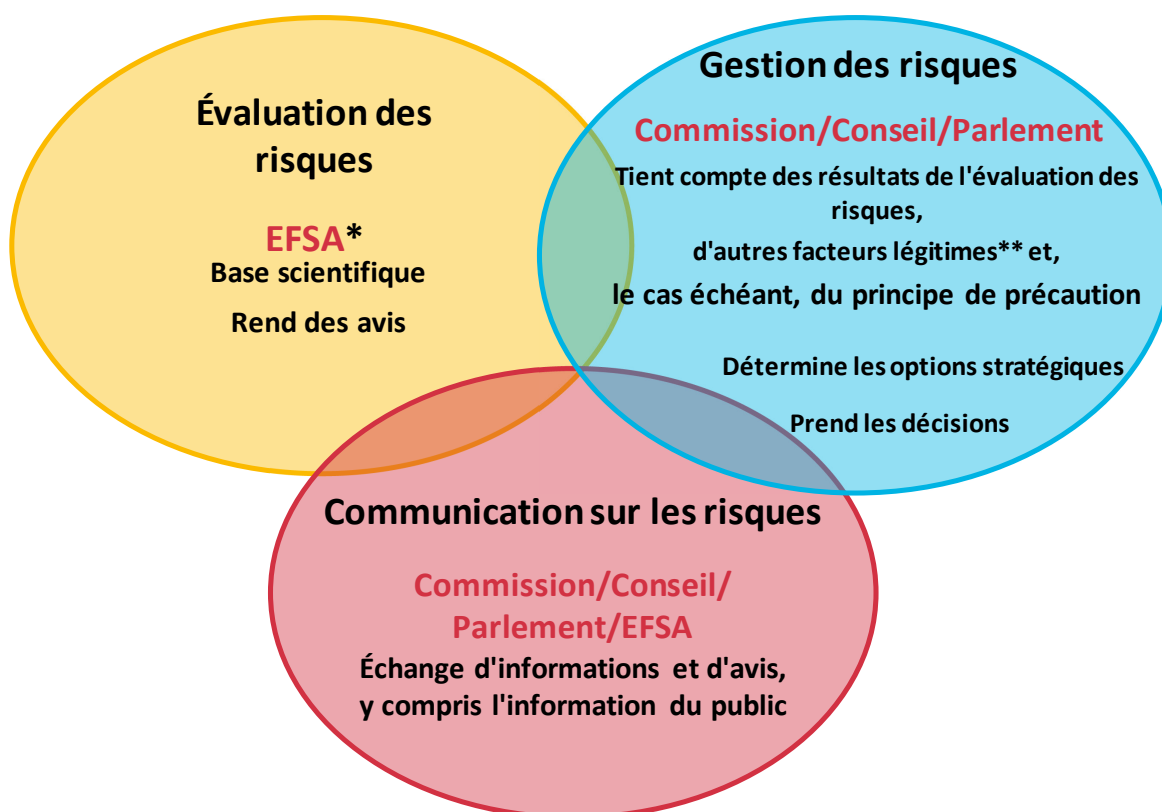 Évaluation des
risques
EFSA*
Base scientifique
Rend des avis
Gestion des risques
Commission/Conseil/Parlement
Tient compte des résultats de l'évaluation des
risques,
d'autres facteurs légitimes** et,
le cas échéant, du principe de précaution
Détermine les options stratégiques
Prend les décisions
Communication sur les risques
Commission/Conseil/
Parlement/EFSA
Échange d'informations et d'avis,
y compris l'information du public